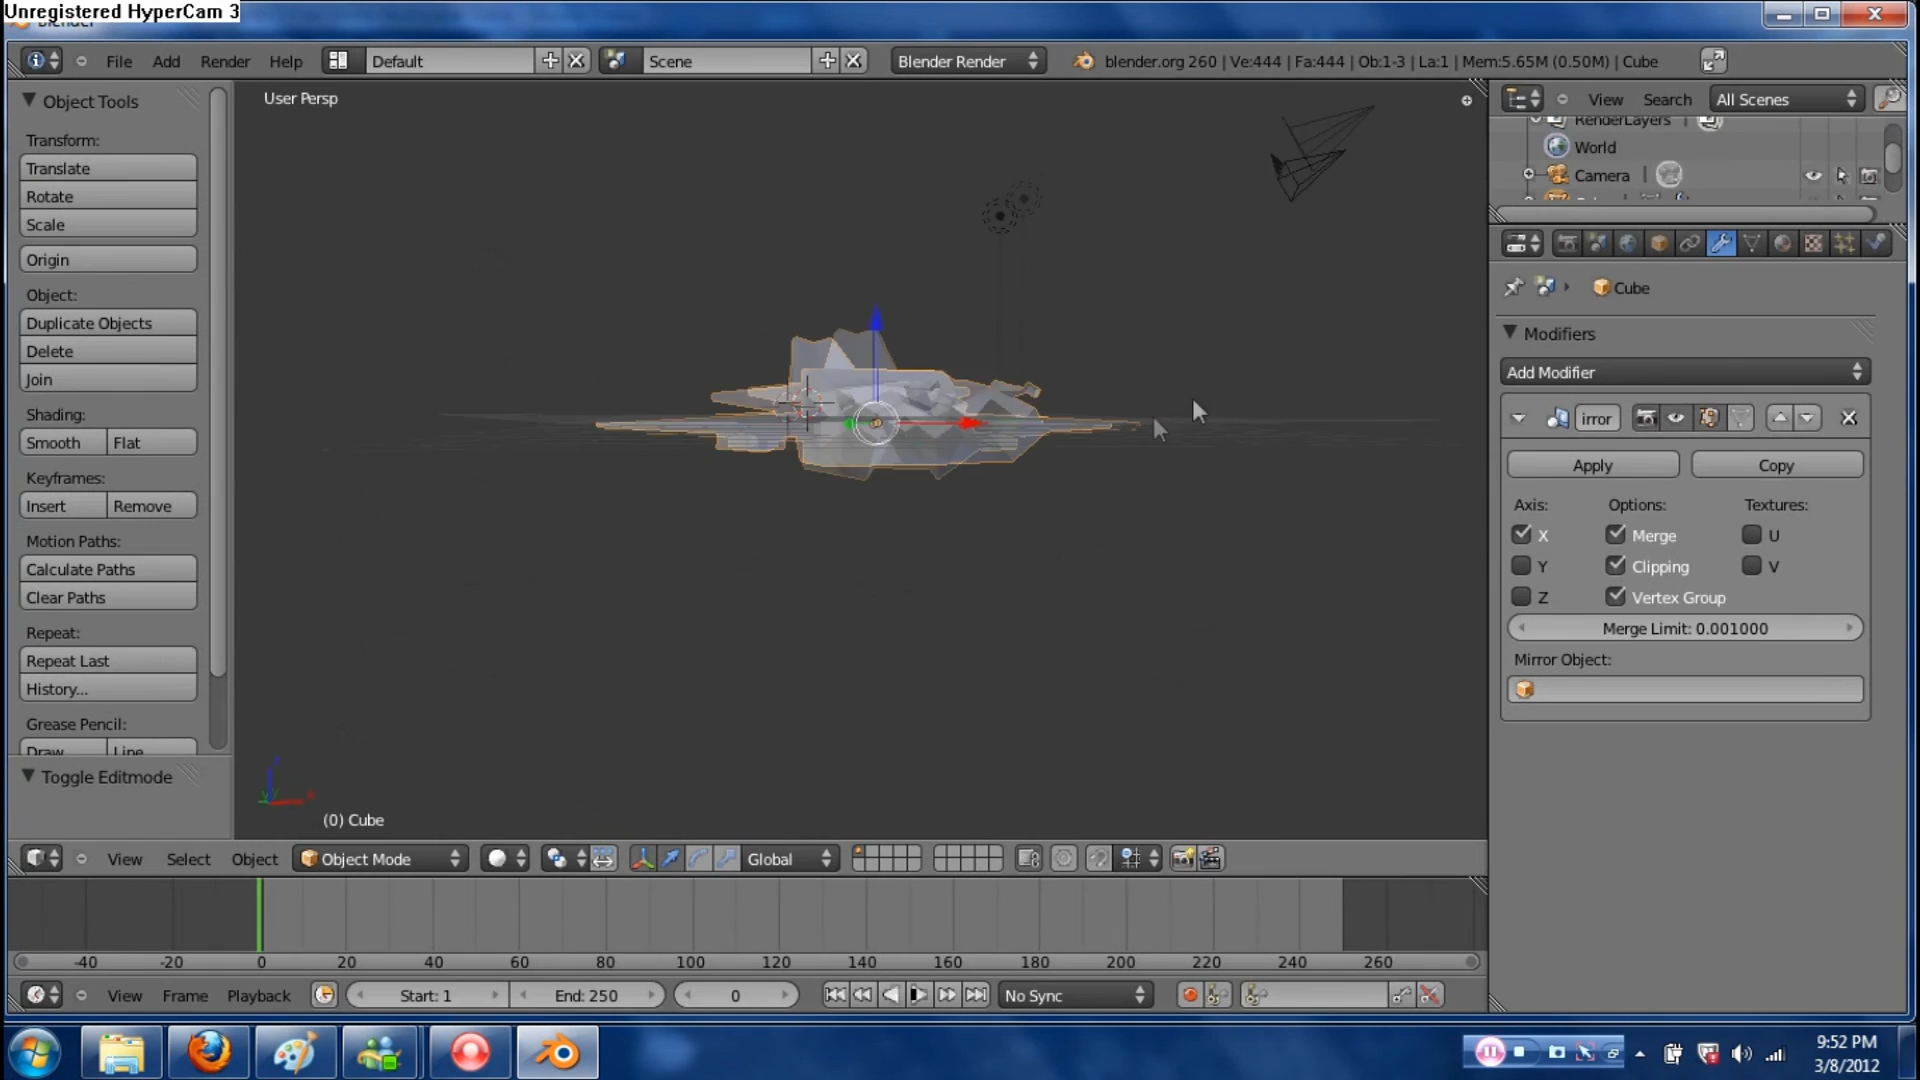 Unregistered HyperCam 3
Blender
File Add Render Help Default Scene Blender Render blender.org 260 | Ve:444 | Fa:444 | Ob:1-3 | La:1 | Mem:5.65M (0.50M) | Cube
Object Tools
Transform:
Translate
Rotate
Scale
Origin
Object:
Duplicate Objects
Delete
Join
Shading:
Smooth Flat
Keyframes:
Insert Remove
Motion Paths:
Calculate Paths
Clear Paths
Repeat:
Repeat Last
History...
Grease Pencil:
Draw Line
Toggle Editmode
User Persp
(0) Cube
View Search All Scenes
RenderLayers
World
Camera
Cube
Modifiers
Add Modifier
irror
Apply Copy
Axis: Options: Textures:
X Merge U
Y Clipping V
Z Vertex Group
Merge Limit: 0.001000
Mirror Object:
View Select Object Object Mode Global
-40 -20 0 20 40 60 80 100 120 140 160 180 200 220 240 260
View Frame Playback Start: 1 End: 250 0 No Sync
9:52 PM
3/8/2012